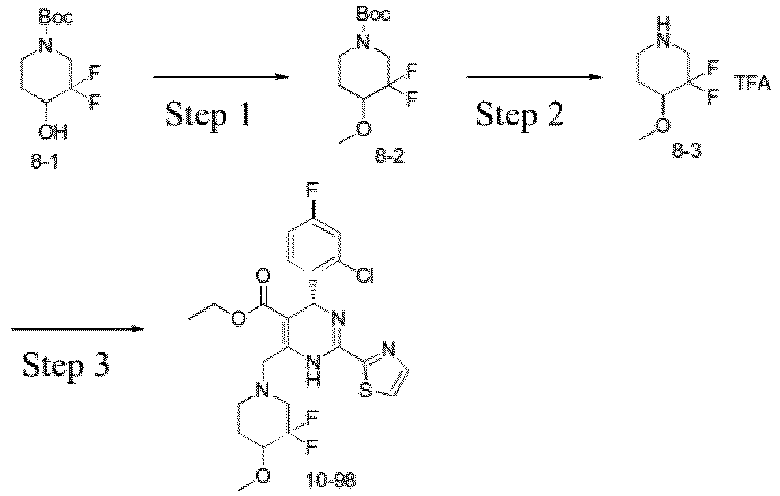 Boc
N
F
F
OH
8-1
Step 1
Boc
N
F
F
O
8-2
Step 2
H
N
F
F
O
TFA
8-3
Step 3
F
Cl
O
O
N
N
H
N
S
N
F
F
O
10-98